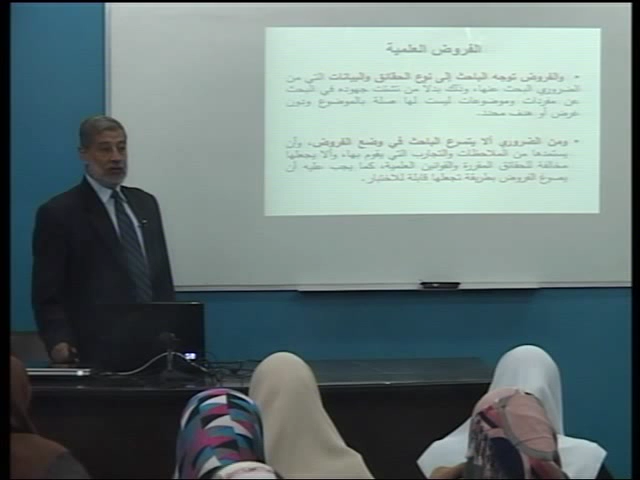 الفروض العلمية
• والفروض توجه الباحث إلى نوع الحقائق والبيانات التي من
الضروري البحث عنها، وذلك بدلا من تشتت جهوده في البحث
عن مفردات وموضوعات ليست لها صلة بالموضوع وبدون
غرض أو هدف محدد.
• ومن الضروري ألا يتسرع الباحث في وضع الفروض، وأن
يستمدها من الملاحظات والتجارب التي يقوم بها، وألا يجعلها
مخالفة للحقائق المقررة والقوانين العلمية، كما يجب عليه أن
يصوغ الفروض بطريقة تجعلها قابلة للاختبار.